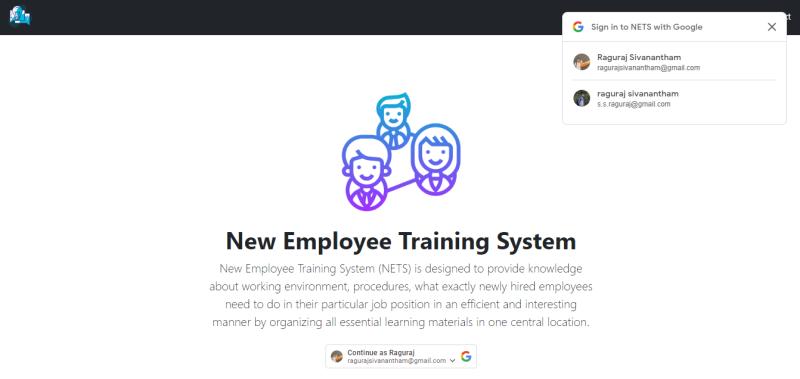 ct
Sign in to NETS with Google
Raguraj Sivanantham
ragurajsivanantham@gmail.com
raguraj sivanantham
s.s.raguraj@gmail.com
New Employee Training System
New Employee Training System (NETS) is designed to provide knowledge
about working environment, procedures, what exactly newly hired employees
need to do in their particular job position in an efficient and interesting
manner by organizing all essential learning materials in one central location.
Continue as Raguraj
ragurajsivanantham@gmail.com